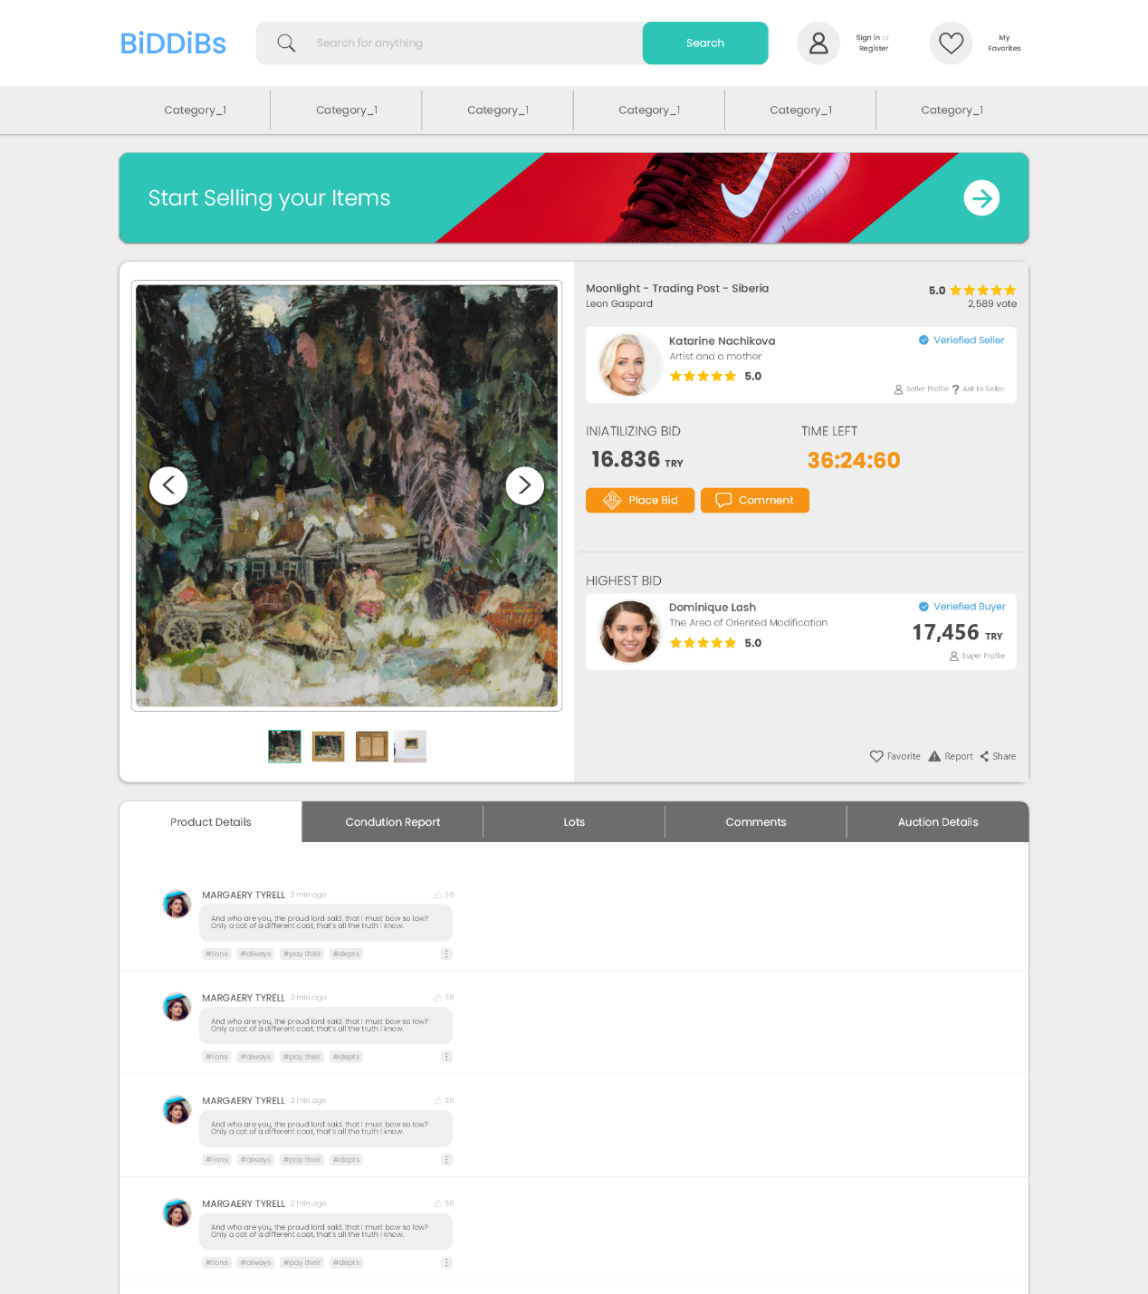 BiDDiBs
Search for anything
Search
Sign in or
Register
My
Favorites
Category_1
Category_1
Category_1
Category_1
Category_1
Category_1
Start Selling your Items
Moonlight - Trading Post - Siberia
5.0
Leon Gaspard
2,589 vote
Katarine Nachikova
Veriefied Seller
Artist and a mother
5.0
Seller Profile
? Ask to Seller
INIATILIZING BID
TIME LEFT
16.836 TRY
36:24:60
Place Bid
Comment
HIGHEST BID
Dominique Lash
Veriefied Buyer
The Area of Oriented Modification
17,456 TRY
5.0
Buyer Profile
Favorite
Report
Share
Product Details
Condution Report
Lots
Comments
Auction Details
MARGAERY TYRELL 2 min ago
36
And who are you, the proud lord said, that I must bow so low?
Only a cat of a different coat, that's all the truth I know.
#lions #always #pay their #depts
MARGAERY TYRELL 2 min ago
36
And who are you, the proud lord said, that I must bow so low?
Only a cat of a different coat, that's all the truth I know.
#lions #always #pay their #depts
MARGAERY TYRELL 2 min ago
36
And who are you, the proud lord said, that I must bow so low?
Only a cat of a different coat, that's all the truth I know.
#lions #always #pay their #depts
MARGAERY TYRELL 2 min ago
36
And who are you, the proud lord said, that I must bow so low?
Only a cat of a different coat, that's all the truth I know.
#lions #always #pay their #depts